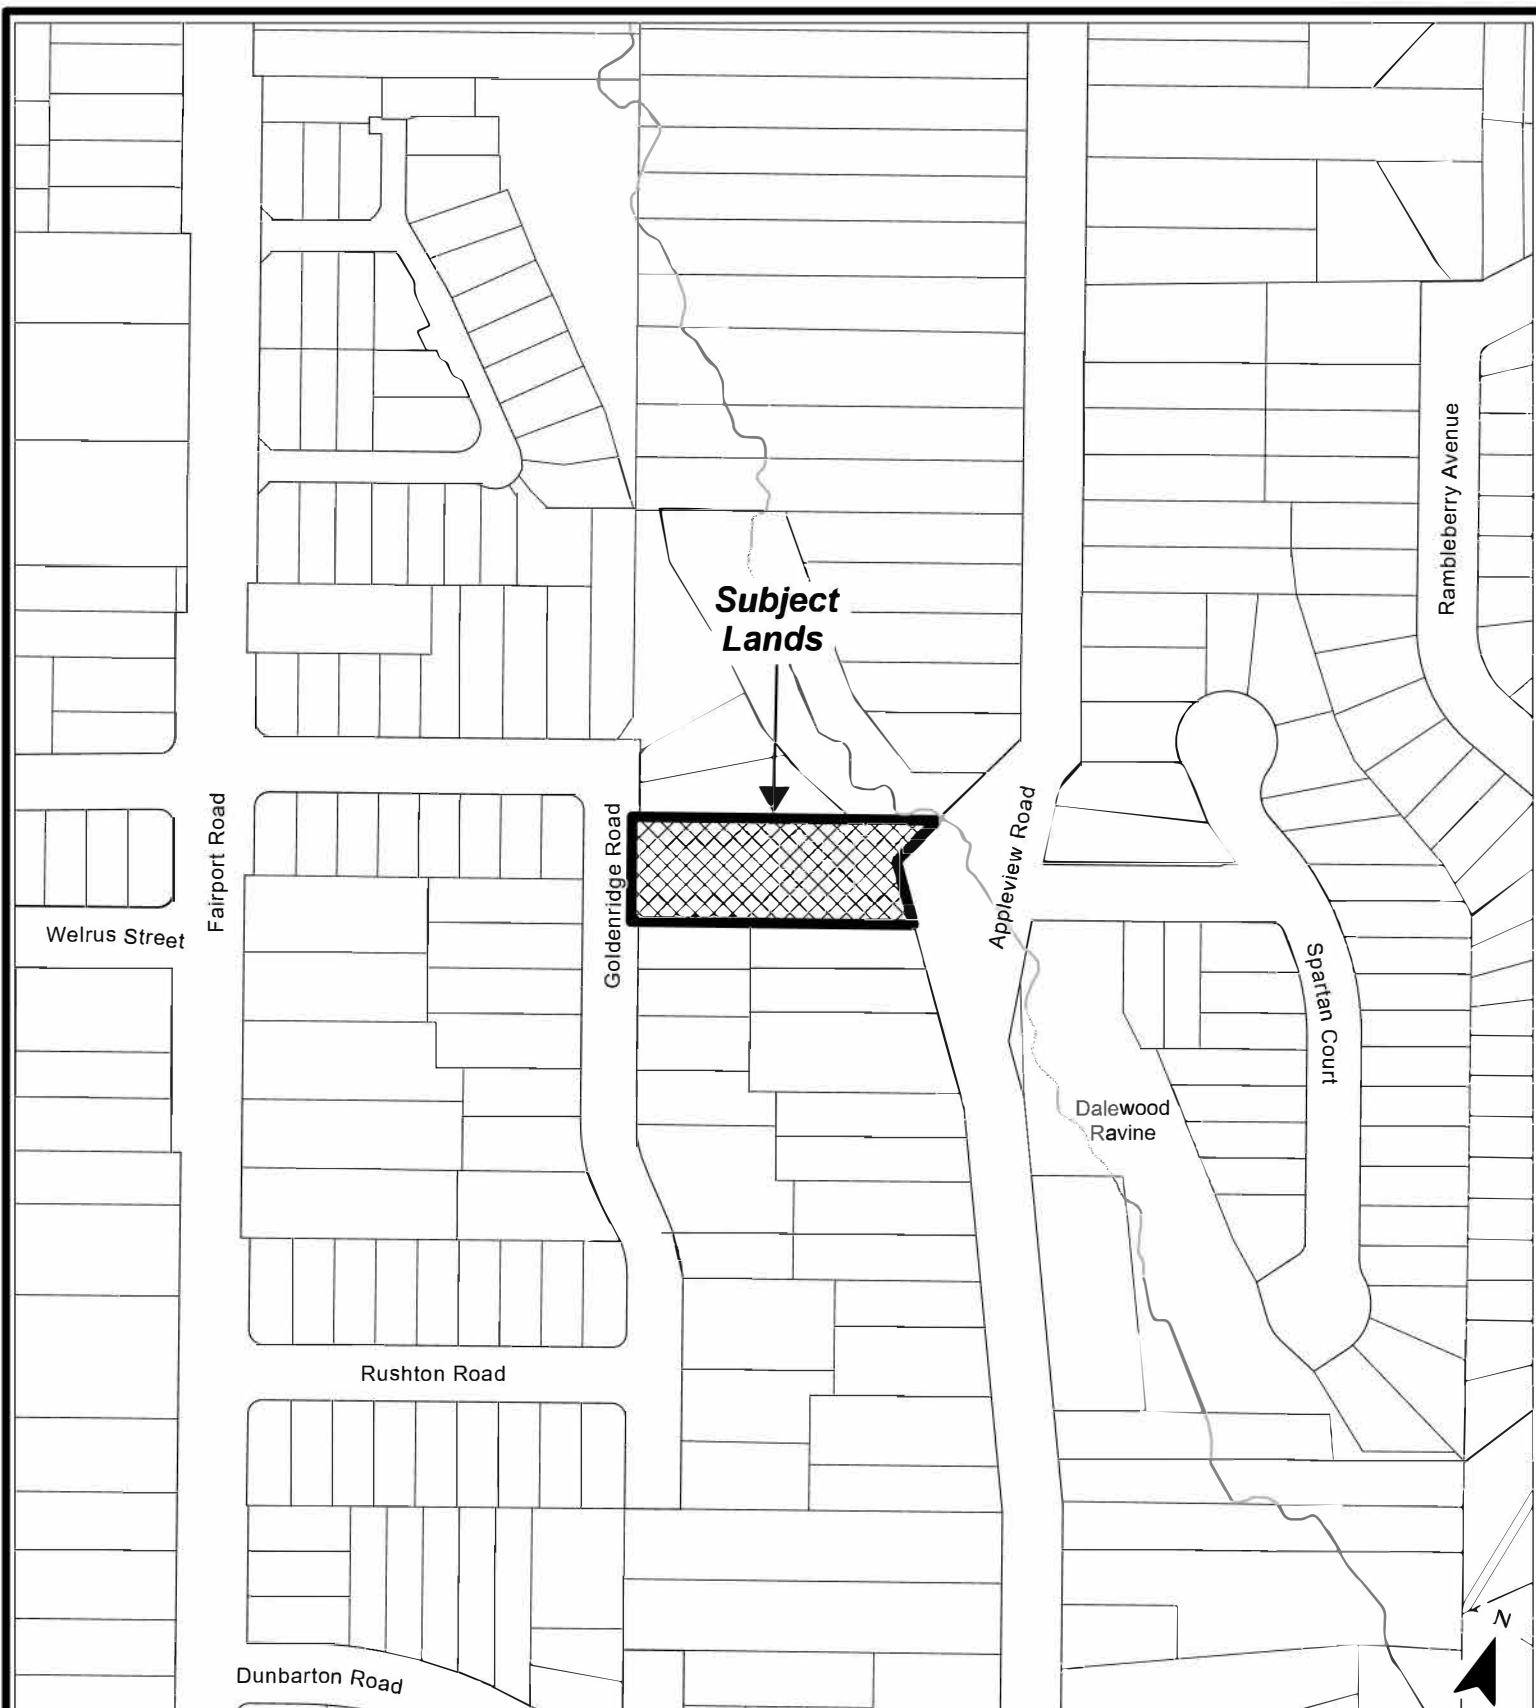 Rambleberry Avenue
Subject
Lands
Fairport Road
Goldenridge Road
Appleview Road
Welrus Street
Spartan Court
Dalewood
Ravine
Rushton Road
N
Dunbarton Road